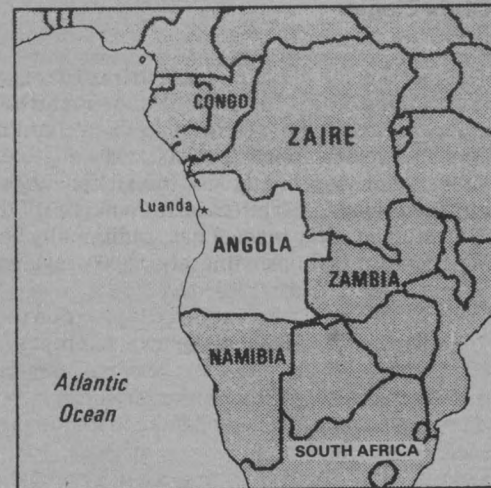 CONGO
ZAIRE
Luanda
ANGOLA
ZAMBIA
NAMIBIA
Atlantic
Ocean
SOUTH AFRICA